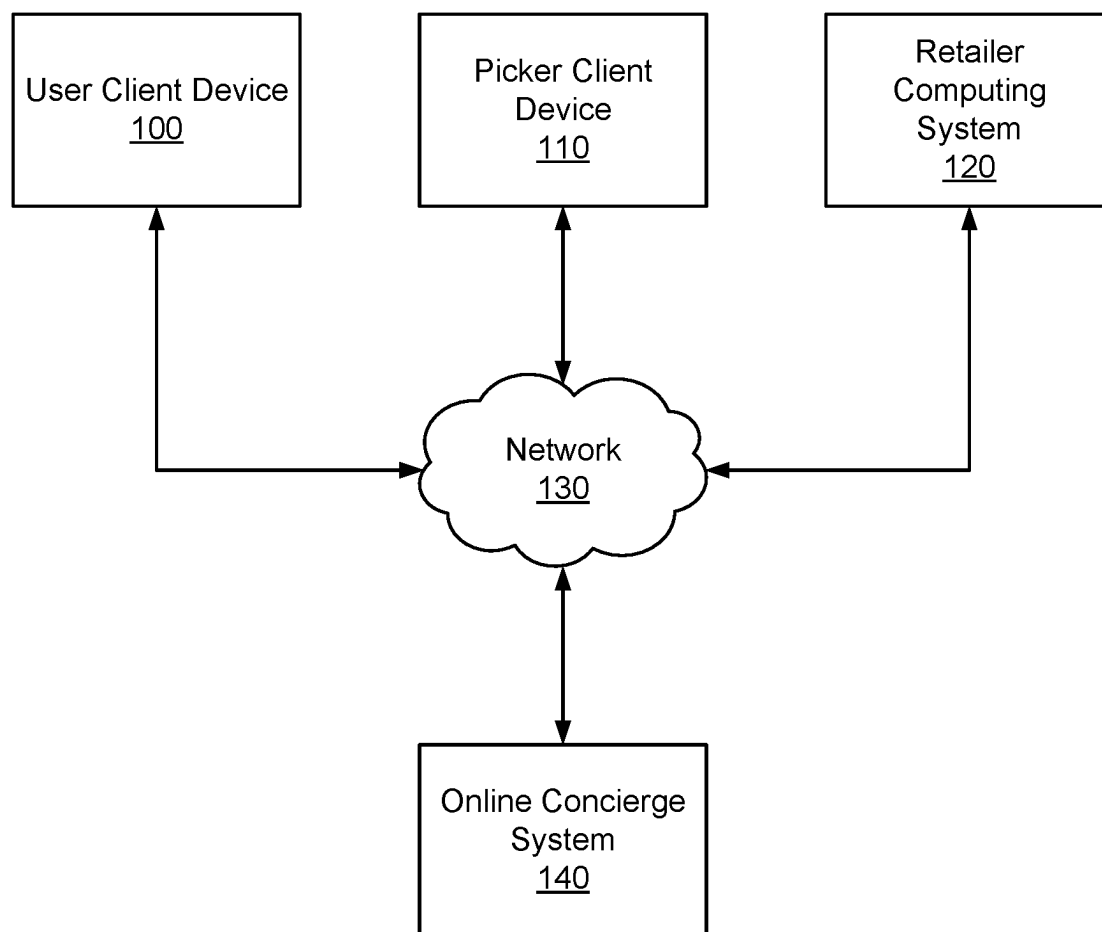 User Client Device
100
Picker Client
Device
110
Retailer
Computing
System
120
Network
130
Online Concierge
System
140